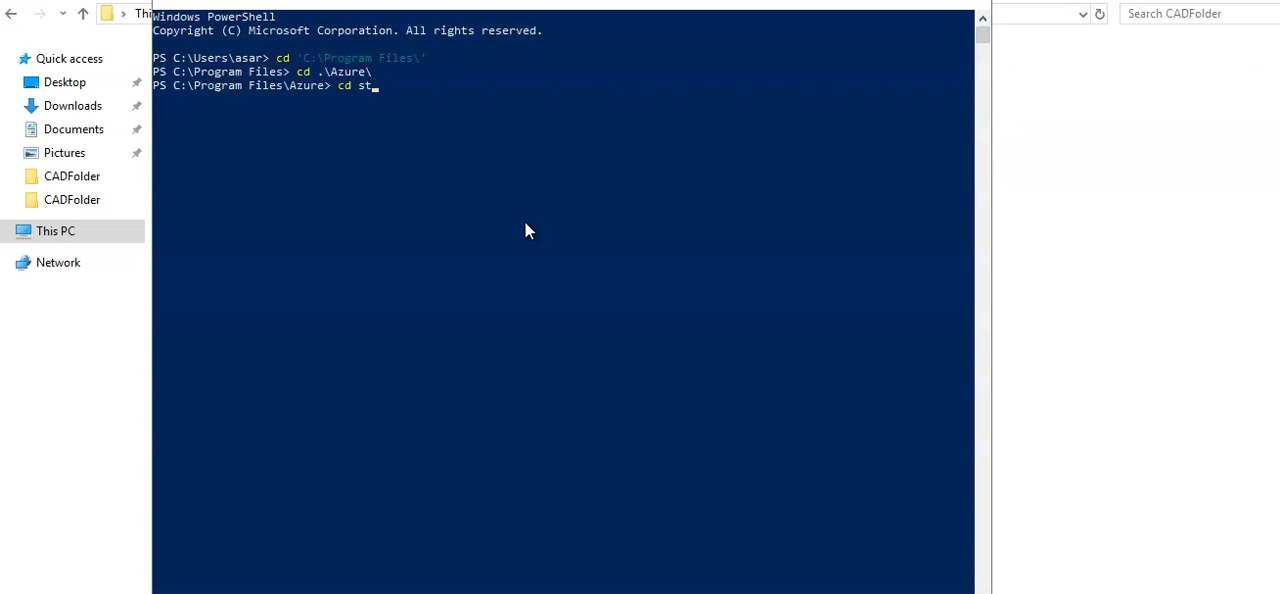 Thi
Search CADFolder
Quick access
Desktop
Downloads
Documents
Pictures
CADFolder
CADFolder
This PC
Network
Windows PowerShell
Copyright (C) Microsoft Corporation. All rights reserved.
PS C:\Users\asar> cd 'C:\Program Files\'
PS C:\Program Files> cd .\Azure\
PS C:\Program Files\Azure> cd st